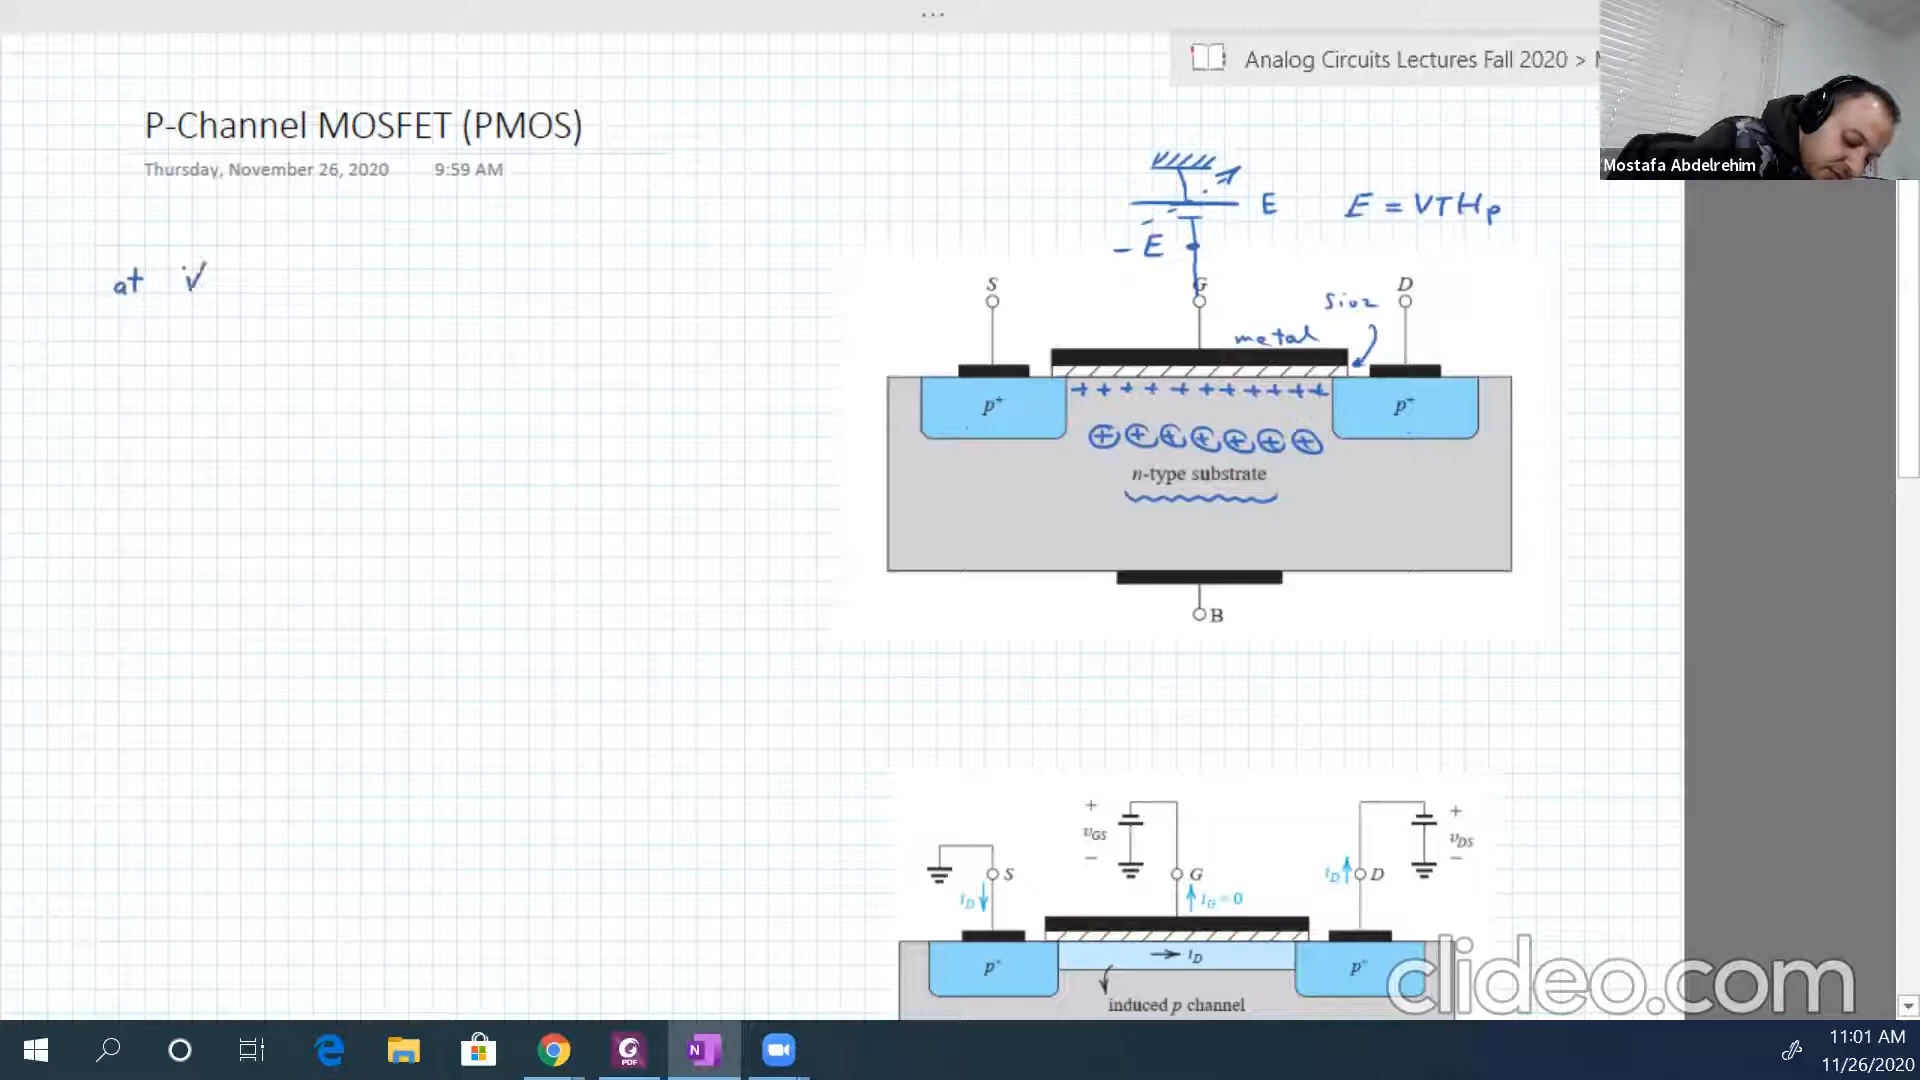 ...
Analog Circuits Lectures Fall 2020 >
P-Channel MOSFET (PMOS)
Thursday, November 26, 2020 9:59 AM
Mostafa Abdelrehim
E E = VTHp
- E
at V
S G D
Sio2
metal
+ + + + + + + + + + +
p+ p+
+ + + + + + +
n-type substrate
B
+ +
vGS vDS
− −
S G iD D
iD iG = 0
iD
p+ p+
induced p channel
clideo.com
PDF
N
11:01 AM
11/26/2020